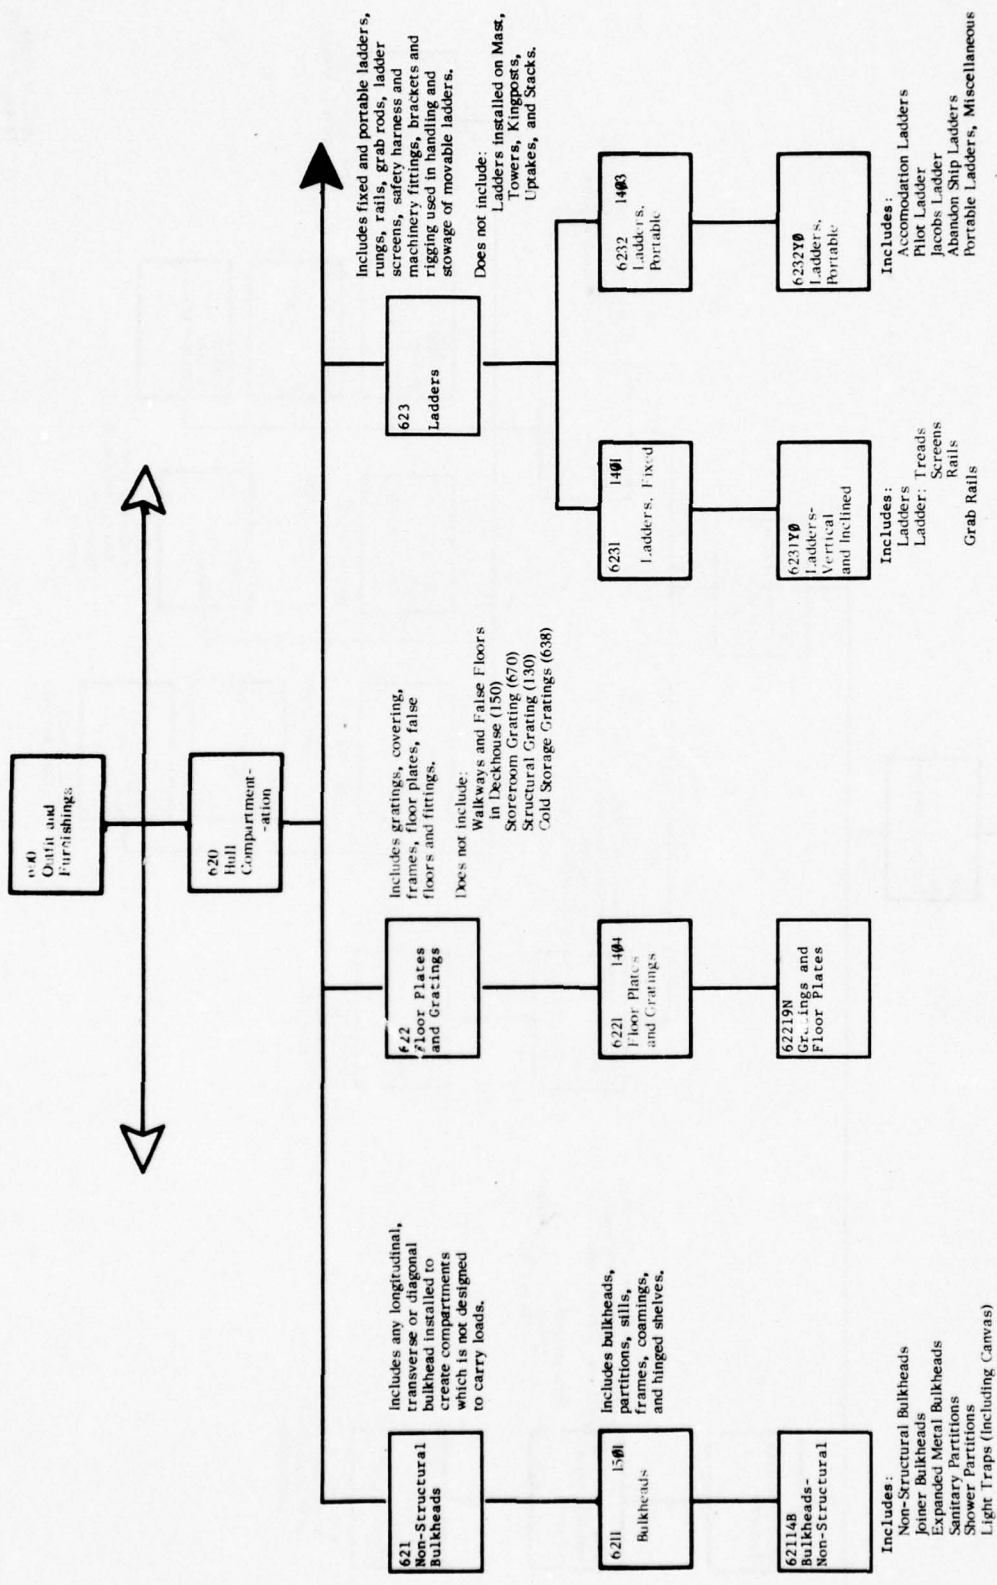 600
Outfit and
Furnishings
620
Hull
Compartment-
-ation
621
Non-Structural
Bulkheads
Includes any longitudinal,
transverse or diagonal
bulkhead installed to
create compartments
which is not designed
to carry loads.
6211 1501
Bulkheads
Includes bulkheads,
partitions, sills,
frames, coamings,
and hinged shelves.
62114B
Bulkheads-
Non-Structural
Includes:
Non-Structural Bulkheads
Joiner Bulkheads
Expanded Metal Bulkheads
Sanitary Partitions
Shower Partitions
Light Traps (Including Canvas)
622
Floor Plates
and Gratings
Includes gratings, covering,
frames, floor plates, false
floors and fittings.
Does not include:
Walkways and False Floors
in Deckhouse (150)
Storeroom Grating (670)
Structural Grating (130)
Cold Storage Gratings (638)
6221 1404
Floor Plates
and Gratings
62219N
Gratings and
Floor Plates
623
Ladders
Includes fixed and portable ladders,
rungs, rails, grab rods, ladder
screens, safety harness and
machinery fittings, brackets and
rigging used in handling and
stowage of movable ladders.
Does not include:
Ladders installed on Mast,
Towers, Kingposts,
Uptakes, and Stacks.
6231 1401
Ladders, Fixed
6231YØ
Ladders-
Vertical
and Inclined
Includes:
Ladders
Ladder: Treads
Screens
Rails
Grab Rails
6232 1403
Ladders,
Portable
6232YØ
Ladders,
Portable
Includes:
Accomodation Ladders
Pilot Ladder
Jacobs Ladder
Abandon Ship Ladders
Portable Ladders, Miscellaneous